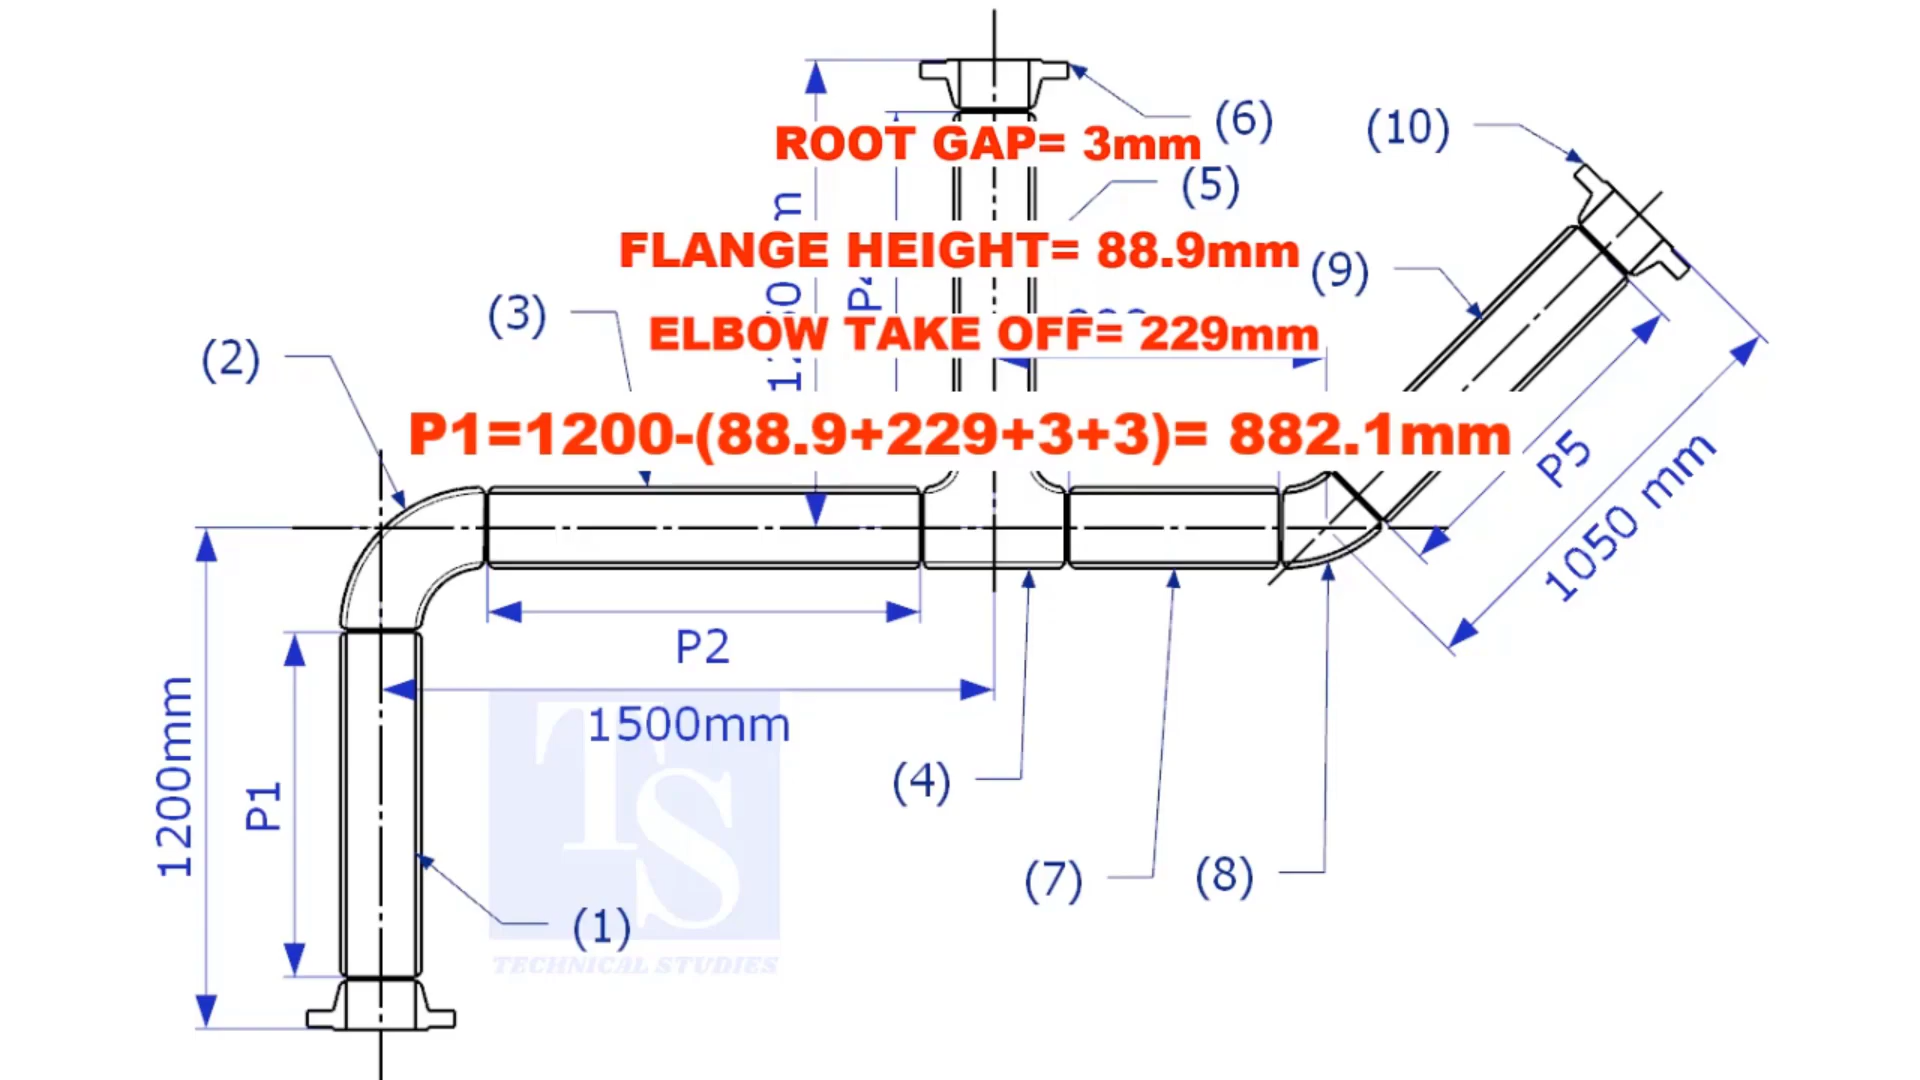 (6)
(10)
ROOT GAP= 3mm
(5)
FLANGE HEIGHT= 88.9mm
(9)
(3)
ELBOW TAKE OFF= 229mm
(2)
P1=1200-(88.9+229+3+3)= 882.1mm
P5
1050 mm
P2
1500mm
1200mm
P1
(4)
(7)
(8)
(1)
TS
TECHNICAL STUDIES